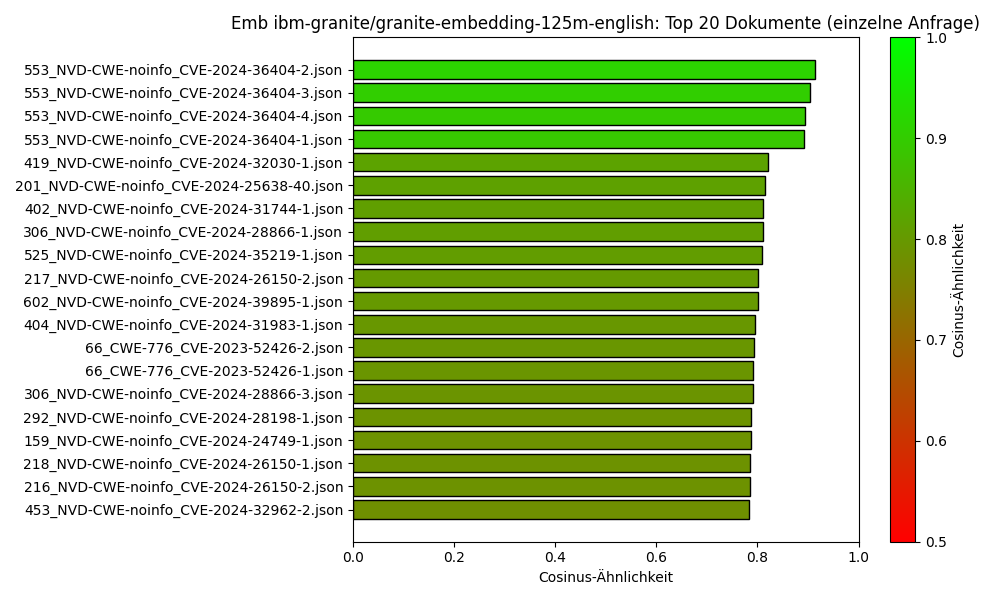 Emb ibm-granite/granite-embedding-125m-english: Top 20 Dokumente (einzelne Anfrage)
553_NVD-CWE-noinfo_CVE-2024-36404-2.json
553_NVD-CWE-noinfo_CVE-2024-36404-3.json
553_NVD-CWE-noinfo_CVE-2024-36404-4.json
553_NVD-CWE-noinfo_CVE-2024-36404-1.json
419_NVD-CWE-noinfo_CVE-2024-32030-1.json
201_NVD-CWE-noinfo_CVE-2024-25638-40.json
402_NVD-CWE-noinfo_CVE-2024-31744-1.json
306_NVD-CWE-noinfo_CVE-2024-28866-1.json
525_NVD-CWE-noinfo_CVE-2024-35219-1.json
217_NVD-CWE-noinfo_CVE-2024-26150-2.json
602_NVD-CWE-noinfo_CVE-2024-39895-1.json
404_NVD-CWE-noinfo_CVE-2024-31983-1.json
66_CWE-776_CVE-2023-52426-2.json
66_CWE-776_CVE-2023-52426-1.json
306_NVD-CWE-noinfo_CVE-2024-28866-3.json
292_NVD-CWE-noinfo_CVE-2024-28198-1.json
159_NVD-CWE-noinfo_CVE-2024-24749-1.json
218_NVD-CWE-noinfo_CVE-2024-26150-1.json
216_NVD-CWE-noinfo_CVE-2024-26150-2.json
453_NVD-CWE-noinfo_CVE-2024-32962-2.json
0.0 0.2 0.4 0.6 0.8 1.0
Cosinus-Ähnlichkeit
1.0
0.9
0.8
0.7
0.6
0.5
Cosinus-Ähnlichkeit